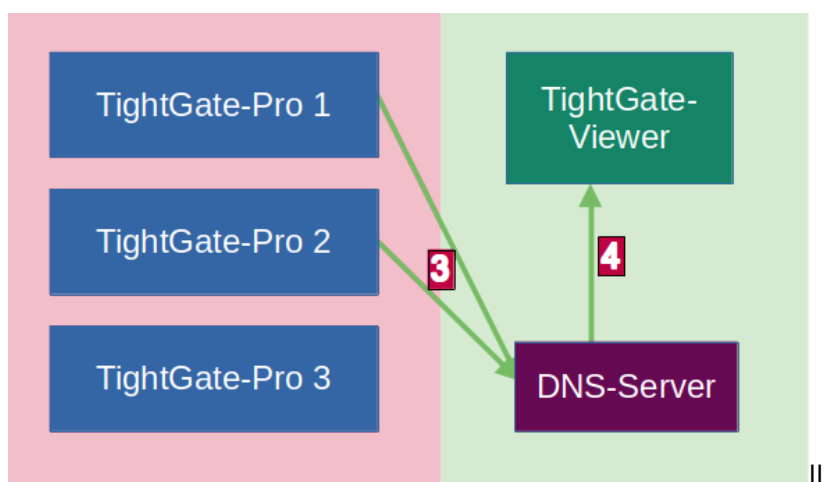 TightGate-Pro 1
TightGate-
Viewer
TightGate-Pro 2
3
4
TightGate-Pro 3
DNS-Server